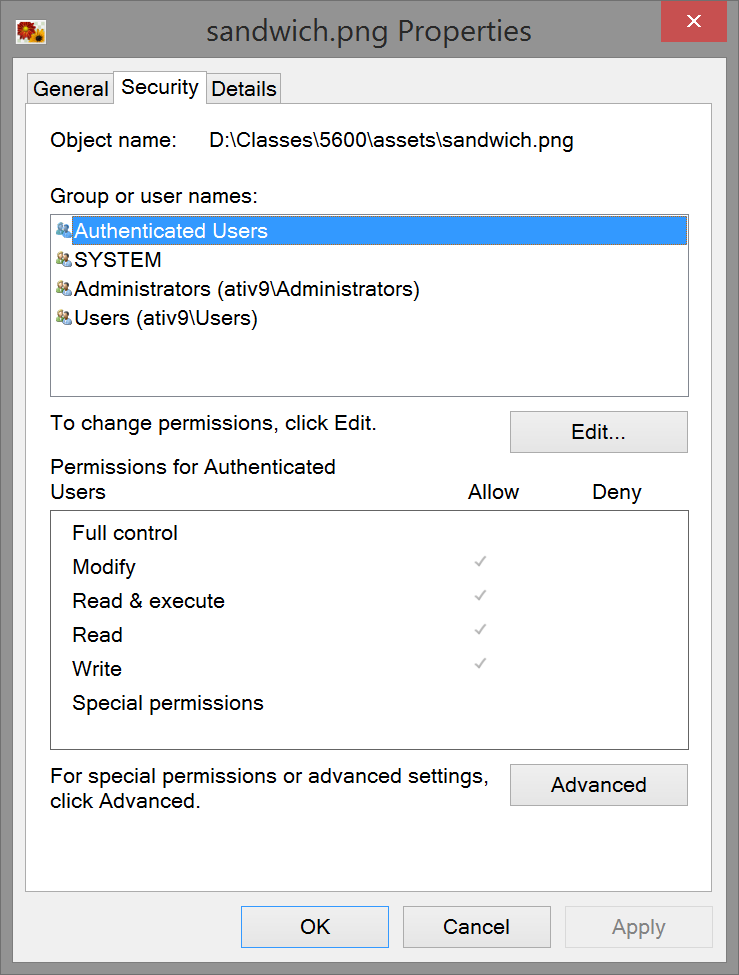 sandwich.png Properties
General Security Details
Object name: D:\Classes\5600\assets\sandwich.png
Group or user names:
Authenticated Users
SYSTEM
Administrators (ativ9\Administrators)
Users (ativ9\Users)
To change permissions, click Edit.
Edit...
Permissions for Authenticated
Users Allow Deny
Full control
Modify
Read & execute
Read
Write
Special permissions
For special permissions or advanced settings,
click Advanced.
Advanced
OK Cancel Apply